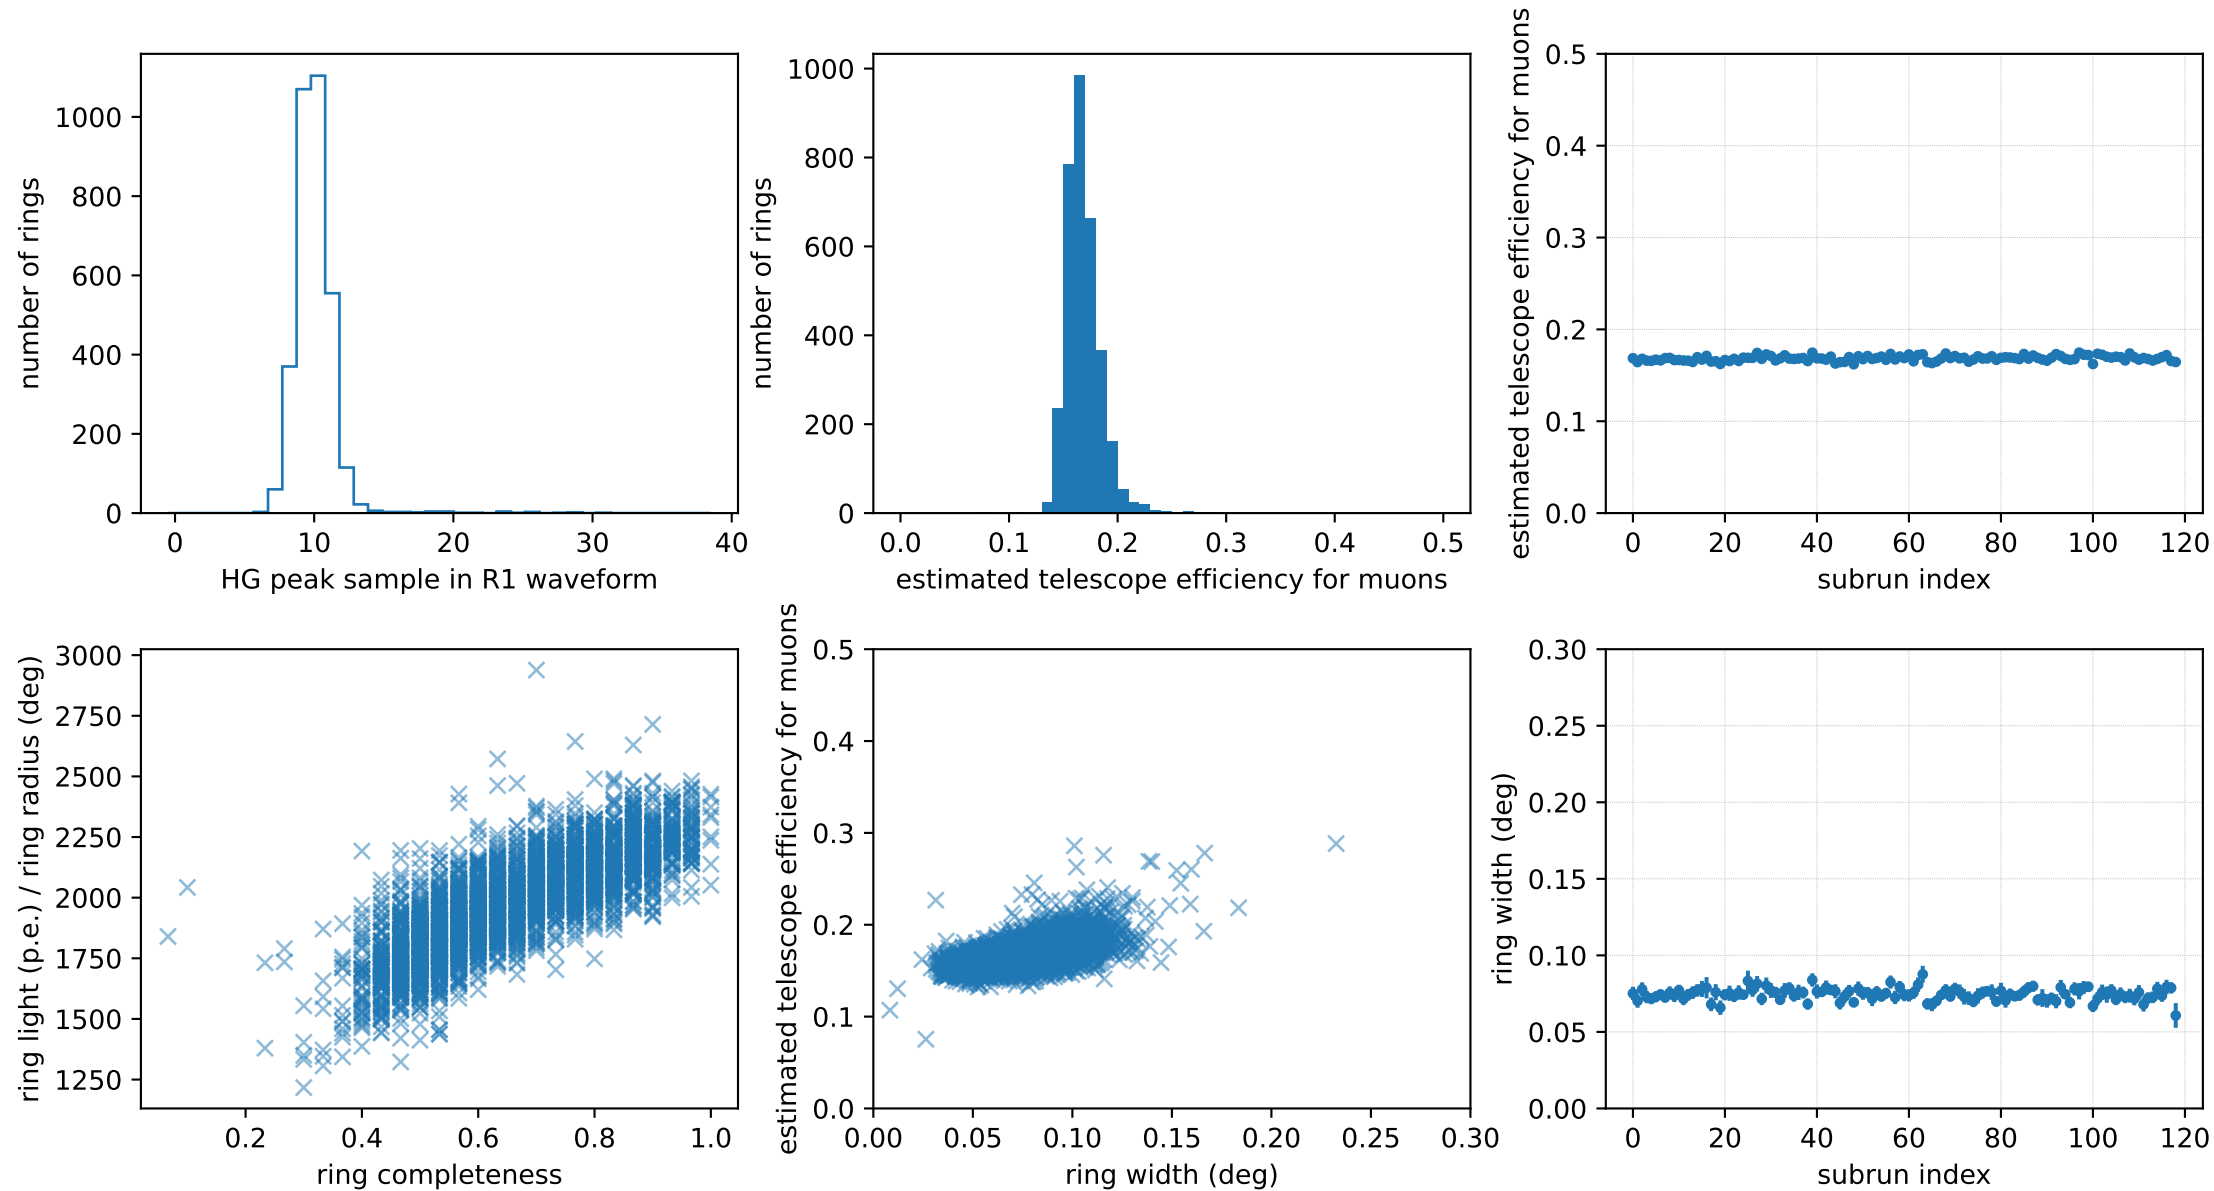 number of rings
1000
800
600
400
200
0
0 10 20 30 40
HG peak sample in R1 waveform
number of rings
1000
800
600
400
200
0
0.0 0.1 0.2 0.3 0.4 0.5
estimated telescope efficiency for muons
estimated telescope efficiency for muons
0.5
0.4
0.3
0.2
0.1
0.0
0 20 40 60 80 100 120
subrun index
ring light (p.e.) / ring radius (deg)
3000
2750
2500
2250
2000
1750
1500
1250
0.2 0.4 0.6 0.8 1.0
ring completeness
estimated telescope efficiency for muons
0.5
0.4
0.3
0.2
0.1
0.0
0.00 0.05 0.10 0.15 0.20 0.25 0.30
ring width (deg)
ring width (deg)
0.30
0.25
0.20
0.15
0.10
0.05
0.00
0 20 40 60 80 100 120
subrun index